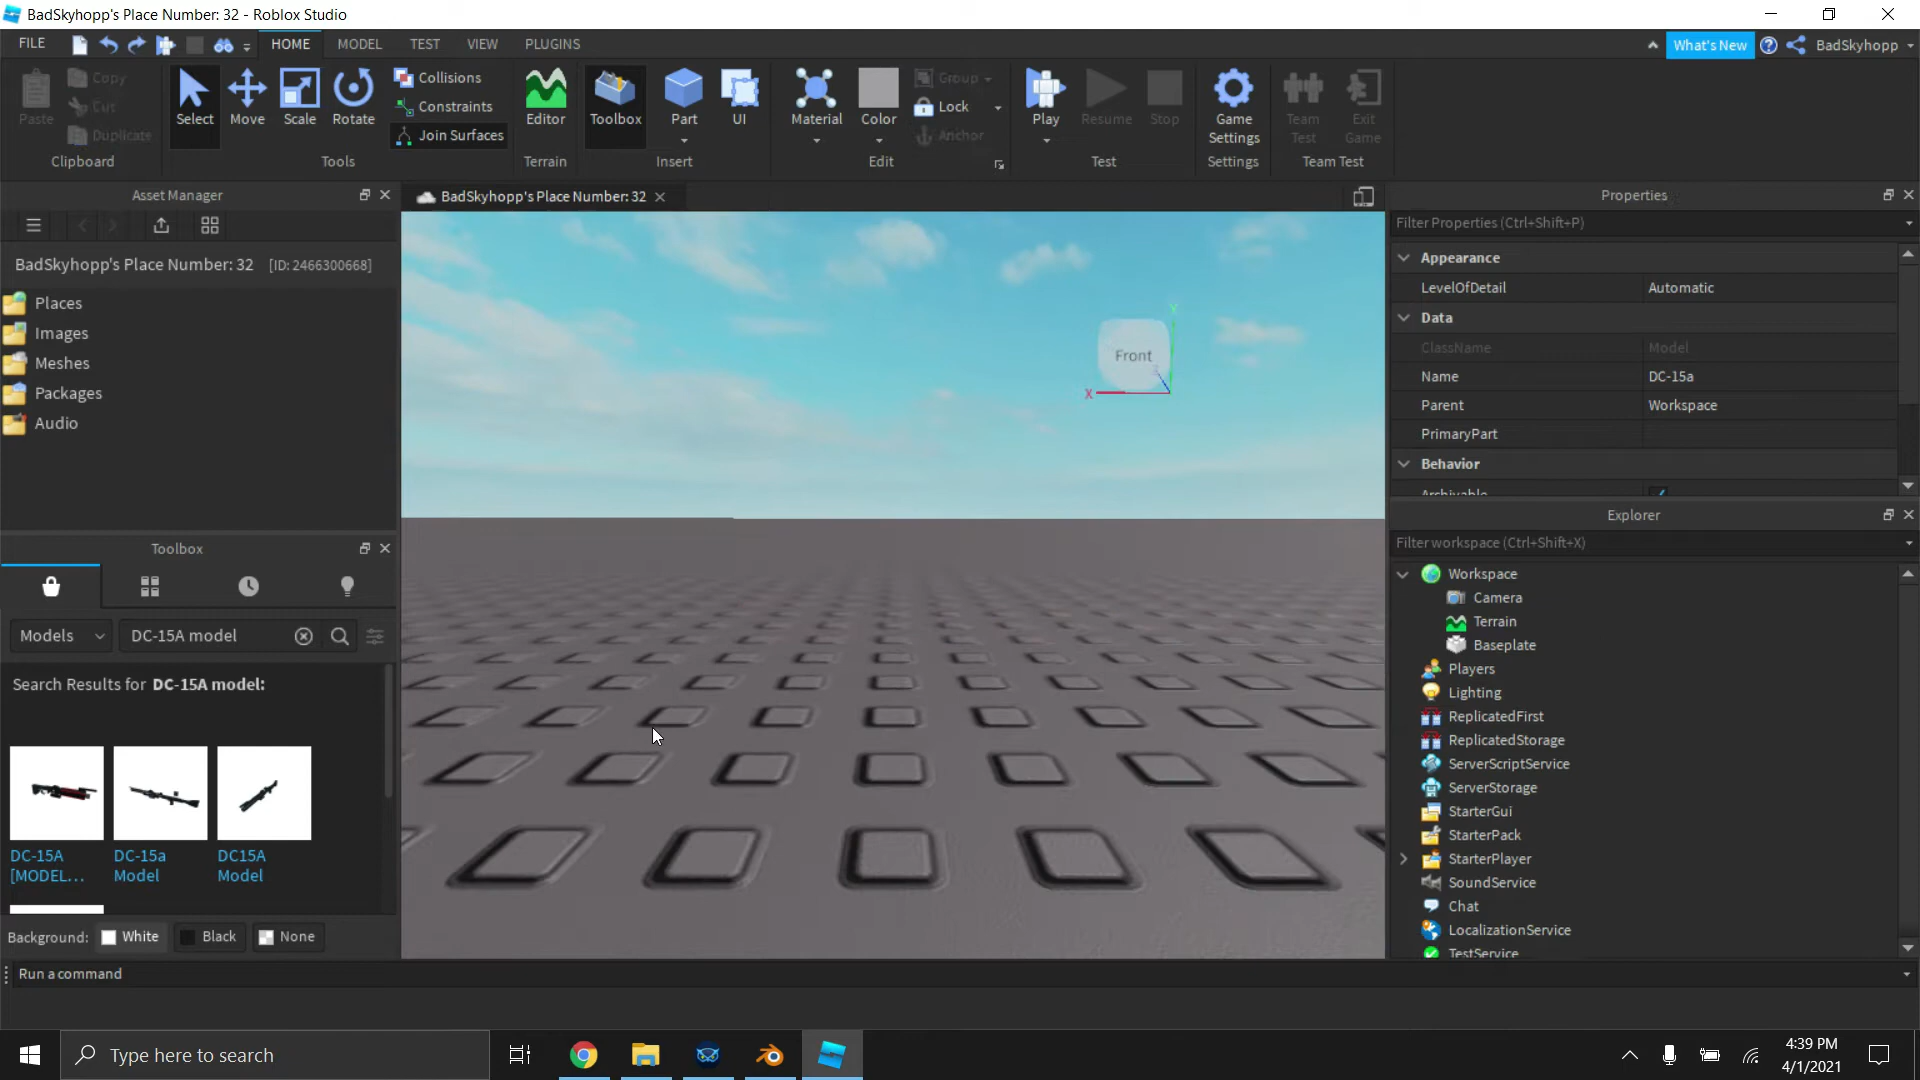 BadSkyhopp's Place Number: 32 - Roblox Studio
FILE
HOME
MODEL
TEST
VIEW
PLUGINS
What's New
BadSkyhopp
Paste
Copy
Cut
Duplicate
Clipboard
Select
Move
Scale
Rotate
Collisions
Constraints
Join Surfaces
Tools
Editor
Terrain
Toolbox
Part
UI
Insert
Material
Color
Group
Lock
Anchor
Edit
Play
Resume
Stop
Test
Game
Settings
Settings
Team
Test
Exit
Game
Team Test
Asset Manager
BadSkyhopp's Place Number: 32 [ID: 2466300668]
Places
Images
Meshes
Packages
Audio
Toolbox
Models
DC-15A model
Search Results for DC-15A model:
DC-15A
[MODEL...
DC-15a
Model
DC15A
Model
Background:
White
Black
None
BadSkyhopp's Place Number: 32
Front
X
Y
Properties
Filter Properties (Ctrl+Shift+P)
Appearance
LevelOfDetail Automatic
Data
ClassName Model
Name DC-15a
Parent Workspace
PrimaryPart
Behavior
Archivable
Explorer
Filter workspace (Ctrl+Shift+X)
Workspace
Camera
Terrain
Baseplate
Players
Lighting
ReplicatedFirst
ReplicatedStorage
ServerScriptService
ServerStorage
StarterGui
StarterPack
StarterPlayer
SoundService
Chat
LocalizationService
TestService
Run a command
Type here to search
4:39 PM
4/1/2021